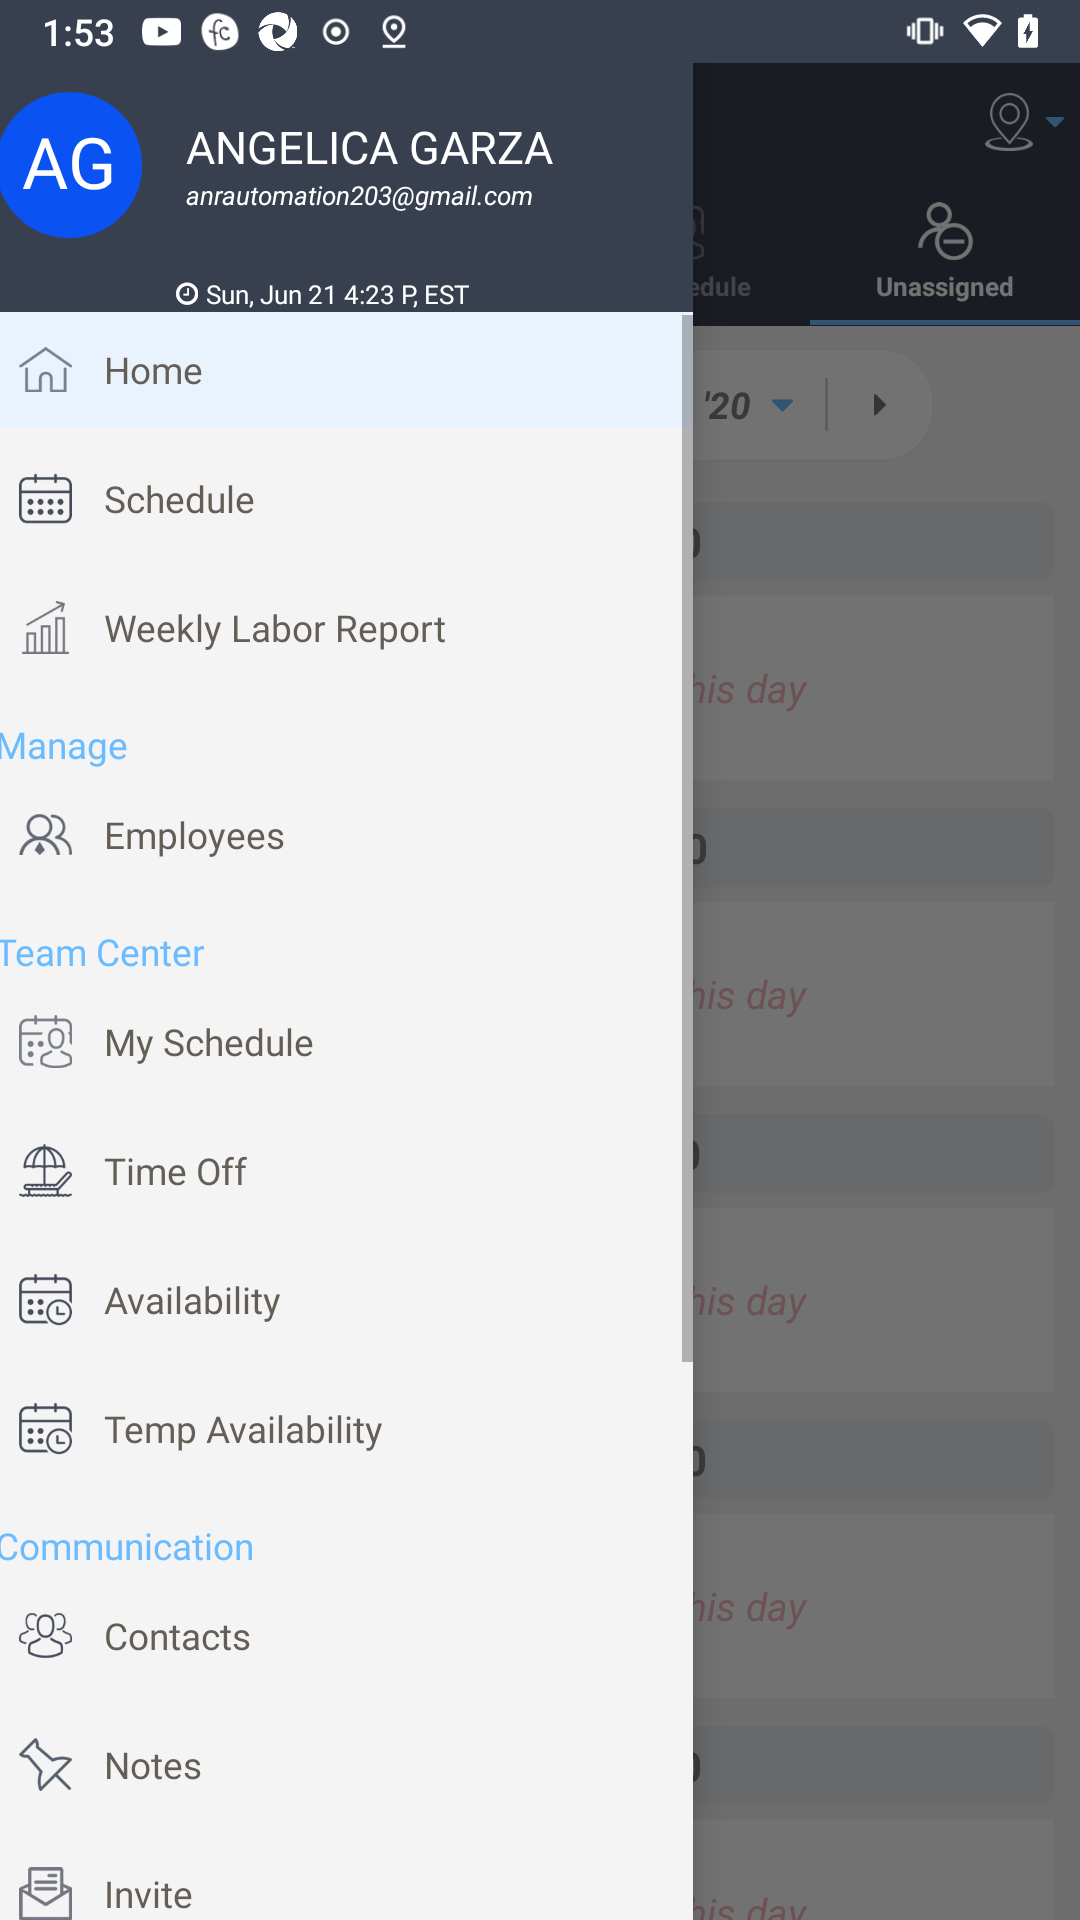 1:53
AG
ANGELICA GARZA
anrautomation203@gmail.com
Sun, Jun 21 4:23 P, EST
Unassigned
Home
'20
Schedule
Weekly Labor Report
his day
Manage
Employees
Team Center
his day
My Schedule
Time Off
Availability
his day
Temp Availability
Communication
Contacts
his day
Notes
Invite
his day